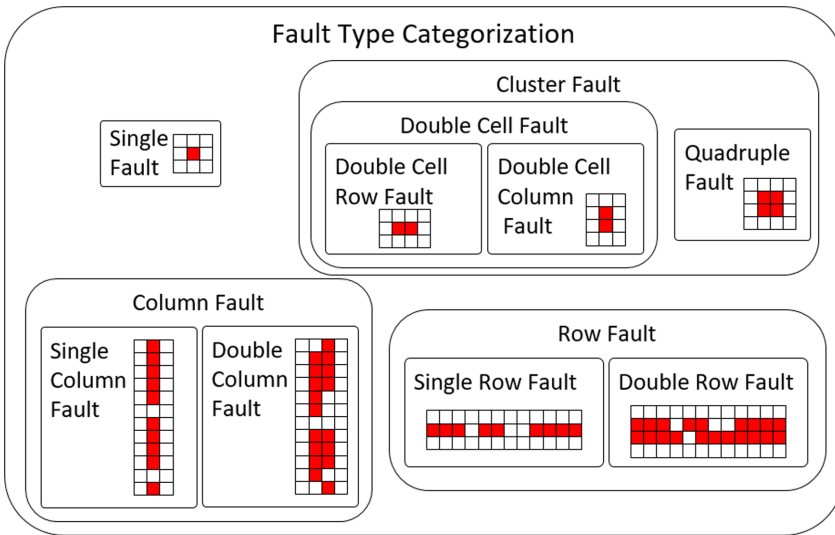 Fault Type Categorization
Cluster Fault
Double Cell Fault
Single
Fault
Double Cell
Row Fault
Double Cell
Column
Fault
Quadruple
Fault
Column Fault
Single
Column
Fault
Double
Column
Fault
Row Fault
Single Row Fault
Double Row Fault